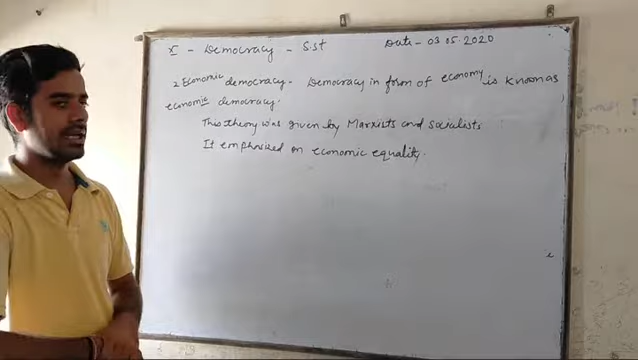 X - Democracy - S.St
Date - 03.05.2020
2 Economic democracy - Democracy in form of economy is known as
economic democracy.
This theory was given by Marxists and socialists
It emphasized on economic equality.